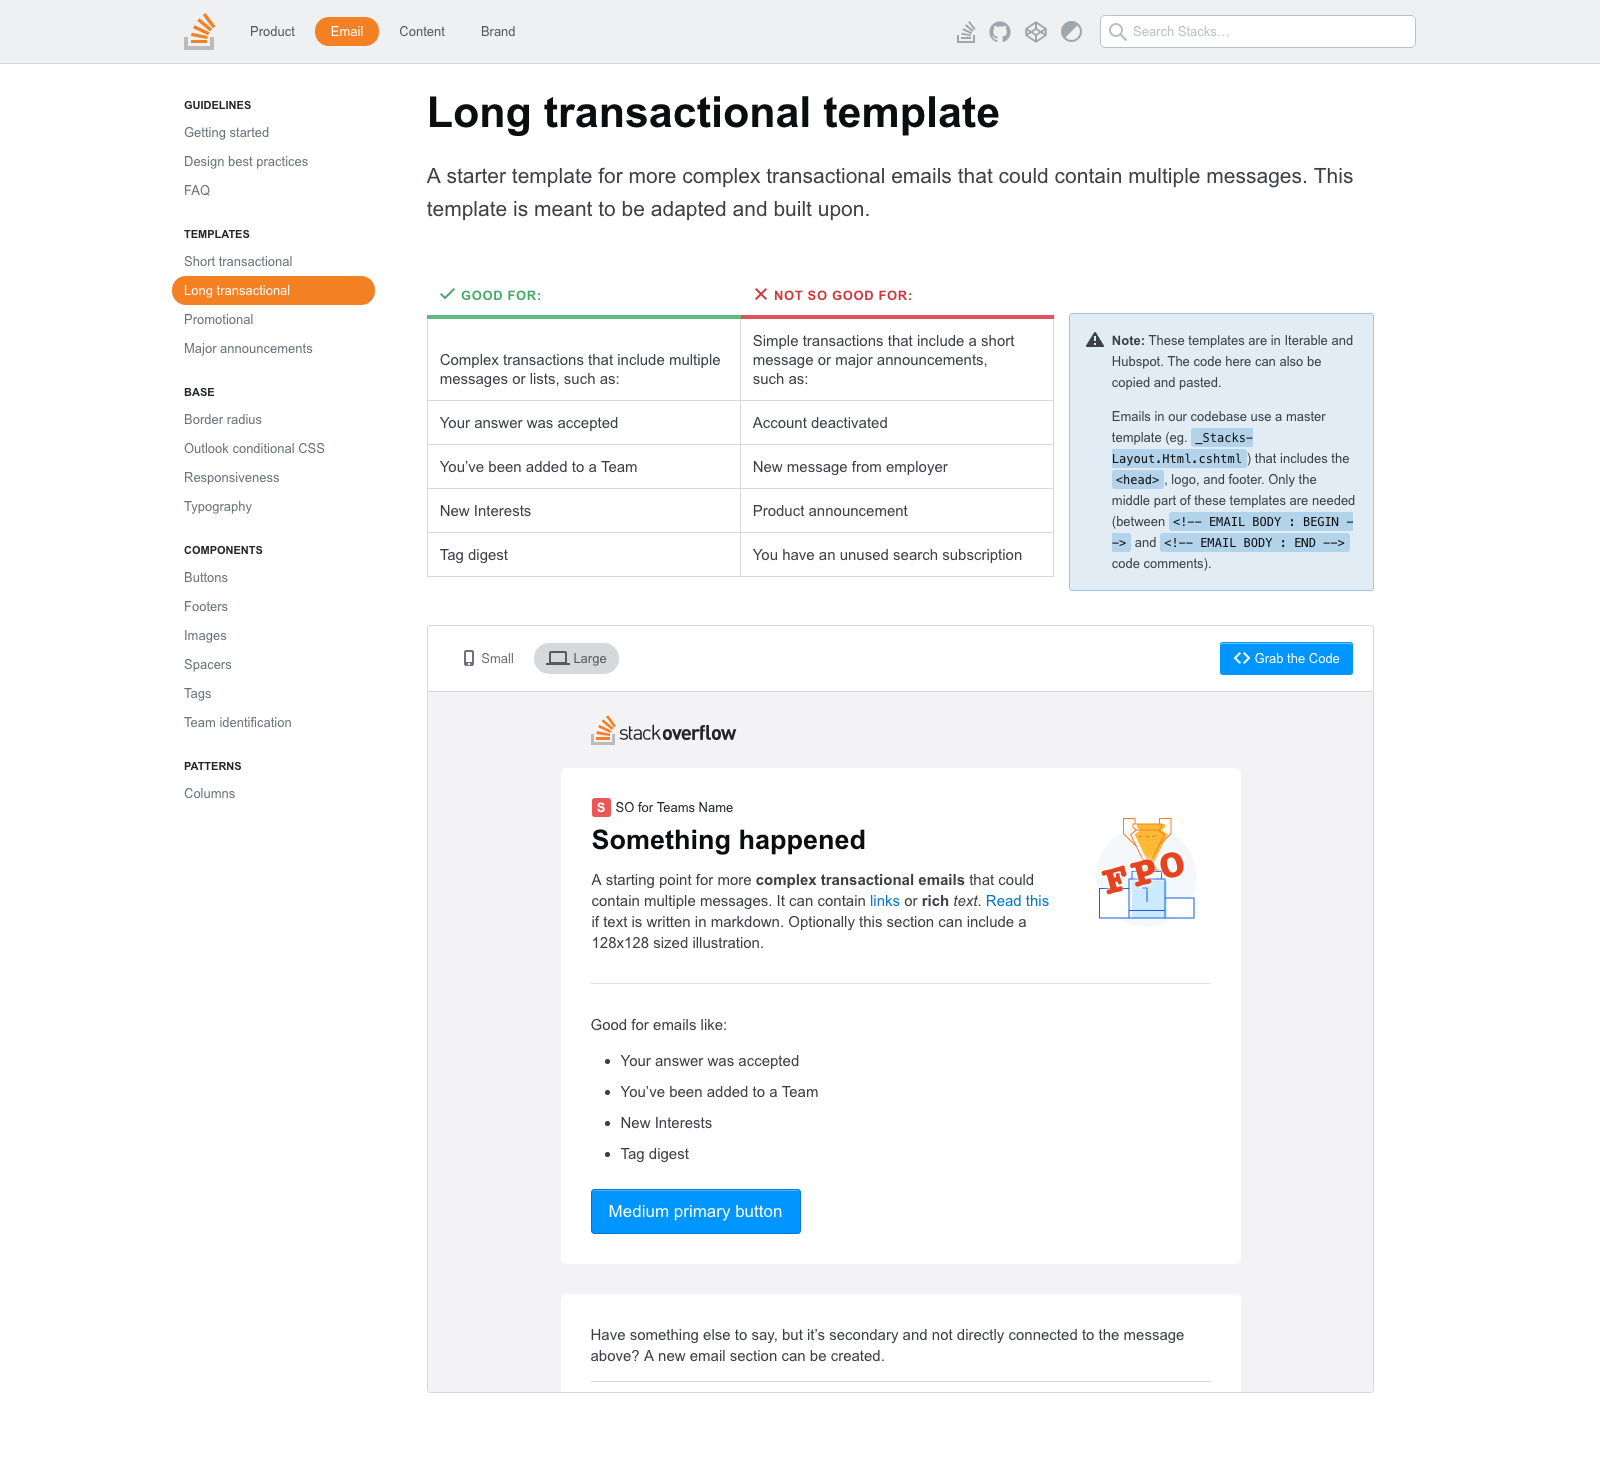 Product
Email
Content
Brand
Search Stacks…
GUIDELINES
Getting started
Design best practices
FAQ
TEMPLATES
Short transactional
Long transactional
Promotional
Major announcements
BASE
Border radius
Outlook conditional CSS
Responsiveness
Typography
COMPONENTS
Buttons
Footers
Images
Spacers
Tags
Team identification
PATTERNS
Columns
Long transactional template
A starter template for more complex transactional emails that could contain multiple messages. This
template is meant to be adapted and built upon.
GOOD FOR:
NOT SO GOOD FOR:
Complex transactions that include multiple
messages or lists, such as:
Simple transactions that include a short
message or major announcements,
such as:
Your answer was accepted
Account deactivated
You’ve been added to a Team
New message from employer
New Interests
Product announcement
Tag digest
You have an unused search subscription
Note: These templates are in Iterable and
Hubspot. The code here can also be
copied and pasted.
Emails in our codebase use a master
template (eg. _Stacks-
Layout.Html.cshtml) that includes the
<head>, logo, and footer. Only the
middle part of these templates are needed
(between <!-- EMAIL BODY : BEGIN -
-> and <!-- EMAIL BODY : END -->
code comments).
Small
Large
Grab the Code
stackoverflow
S SO for Teams Name
Something happened
A starting point for more complex transactional emails that could
contain multiple messages. It can contain links or rich text. Read this
if text is written in markdown. Optionally this section can include a
128x128 sized illustration.
FPO
1
Good for emails like:
• Your answer was accepted
• You’ve been added to a Team
• New Interests
• Tag digest
Medium primary button
Have something else to say, but it’s secondary and not directly connected to the message
above? A new email section can be created.